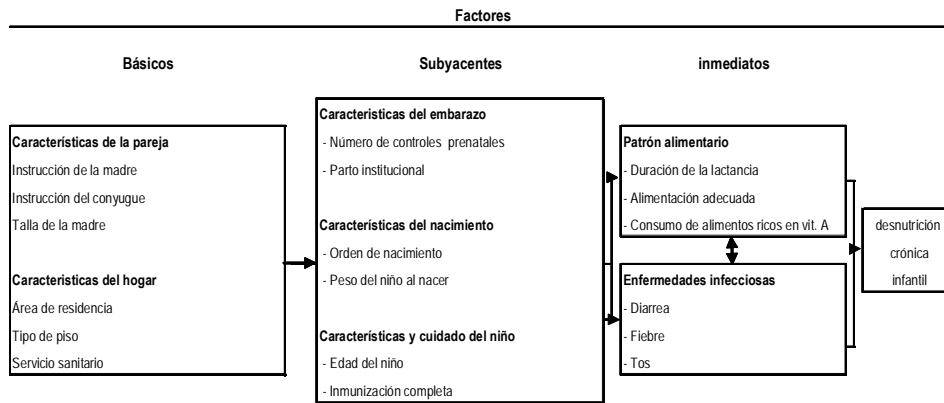 Factores
Básicos
Subyacentes
inmediatos
Características de la pareja
Instrucción de la madre
Instrucción del conyugue
Talla de la madre
Caracteristicas del hogar
Área de residencia
Tipo de piso
Servicio sanitario
Caracteristicas del embarazo
- Número de controles prenatales
- Parto institucional
Características del nacimiento
- Orden de nacimiento
- Peso del niño al nacer
Características y cuidado del niño
- Edad del niño
- Inmunización completa
Patrón alimentario
- Duración de la lactancia
- Alimentación adecuada
- Consumo de alimentos ricos en vit. A
Enfermedades infecciosas
- Diarrea
- Fiebre
- Tos
desnutrición
crónica
infantil